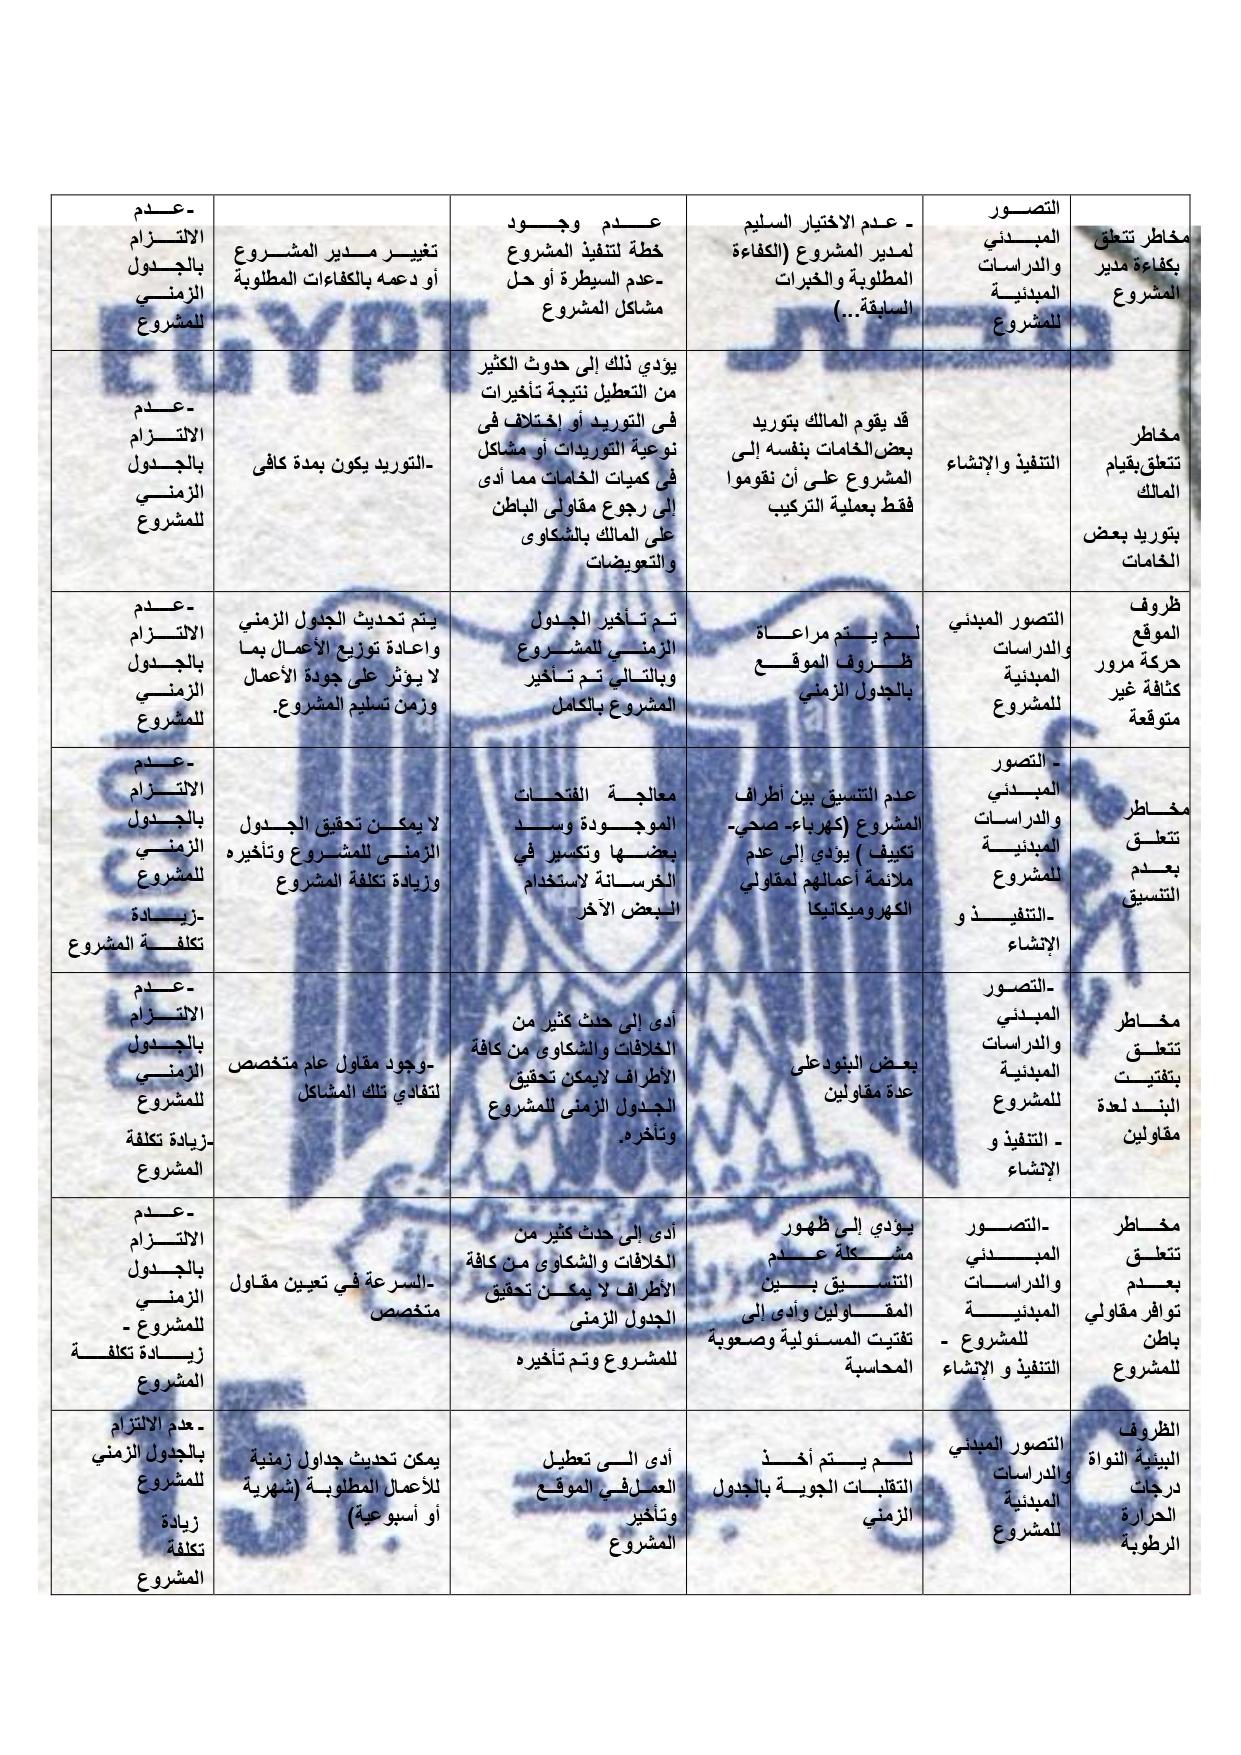 مخاطر تتعلق
بكفاءة مدير
المشروع
التصور
المبدئي
والدراسات
المبدئية
للمشروع
- عدم الاختيار السليم
لمدير المشروع (الكفاءة
المطلوبة والخبرات
السابقة...)
عدم وجود
خطة لتنفيذ المشروع
-عدم السيطرة أو حل
مشاكل المشروع
تغيير مدير المشروع
أو دعمه بالكفاءات المطلوبة
-عدم
الالتزام
بالجدول
الزمني
للمشروع
مخاطر
تتعلق بقيام
المالك
بتوريد بعض
الخامات
التنفيذ والإنشاء
قد يقوم المالك بتوريد
بعض الخامات بنفسه إلى
المشروع على أن نقوموا
فقط بعملية التركيب
يؤدي ذلك إلى حدوث الكثير
من التعطيل نتيجة تأخيرات
فى التوريد أو إختلاف فى
نوعية التوريدات أو مشاكل
فى كميات الخامات مما أدى
إلى رجوع مقاولى الباطن
على المالك بالشكاوى
والتعويضات
-التوريد يكون بمدة كافى
-عدم
الالتزام
بالجدول
الزمني
للمشروع
ظروف
الموقع
حركة مرور
كثافة غير
متوقعة
التصور المبدئي
والدراسات
المبدئية
للمشروع
لم يتم مراعاة
ظروف الموقع
بالجدول الزمني
تم تأخير الجدول
الزمني للمشروع
وبالتالي تم تأخير
المشروع بالكامل
يتم تحديث الجدول الزمني
واعادة توزيع الأعمال بما
لا يؤثر على جودة الأعمال
وزمن تسليم المشروع.
-عدم
الالتزام
بالجدول
الزمني
للمشروع
مخاطر
تتعلق
بعدم
التنسيق
- التصور
المبدئي
والدراسات
المبدئية
للمشروع
-التنفيذ و
الإنشاء
عدم التنسيق بين أطراف
المشروع (كهرباء- صحي-
تكييف ) يؤدي إلى عدم
ملائمة أعمالهم لمقاولي
الكهروميكانيكا
معالجة الفتحات
الموجودة وسد
بعضها وتكسير في
الخرسانة لاستخدام
البعض الآخر
لا يمكن تحقيق الجدول
الزمنى للمشروع وتأخيره
وزيادة تكلفة المشروع
-عدم
الالتزام
بالجدول
الزمني
للمشروع
-زيادة
تكلفة المشروع
مخاطر
تتعلق
بتفتيت
البند لعدة
مقاولين
-التصور
المبدئي
والدراسات
المبدئية
للمشروع
- التنفيذ و
الإنشاء
بعض البنودعلى
عدة مقاولين
أدى إلى حدث كثير من
الخلافات والشكاوى من كافة
الأطراف لايمكن تحقيق
الجدول الزمنى للمشروع
وتأخره.
-وجود مقاول عام متخصص
لتفادي تلك المشاكل
-عدم
الالتزام
بالجدول
الزمني
للمشروع
-زيادة تكلفة
المشروع
مخاطر
تتعلق
بعدم
توافر مقاولي
باطن
للمشروع
-التصور
المبدئي
والدراسات
المبدئية
للمشروع -
التنفيذ و الإنشاء
يؤدي إلى ظهور
مشكلة عدم
التنسيق بين
المقاولين وأدى إلى
تفتيت المسئولية وصعوبة
المحاسبة
أدى إلى حدث كثير من
الخلافات والشكاوى من كافة
الأطراف لا يمكن تحقيق
الجدول الزمنى
للمشروع وتم تأخيره
-السرعة في تعيين مقاول
متخصص
-عدم
الالتزام
بالجدول
الزمني
للمشروع -
زيادة تكلفة
المشروع
الظروف
البيئية النواة
درجات
الحرارة
الرطوبة
التصور المبدئي
والدراسات
المبدئية
للمشروع
لم يتم أخذ
التقلبات الجوية بالجدول
الزمني
أدى الى تعطيل
العمل في الموقع
وتأخير
المشروع
يمكن تحديث جداول زمنية
للأعمال المطلوبة (شهرية
أو أسبوعية)
- عدم الالتزام
بالجدول الزمني
للمشروع
زيادة
تكلفة
المشروع
EGYPT
مصر
15